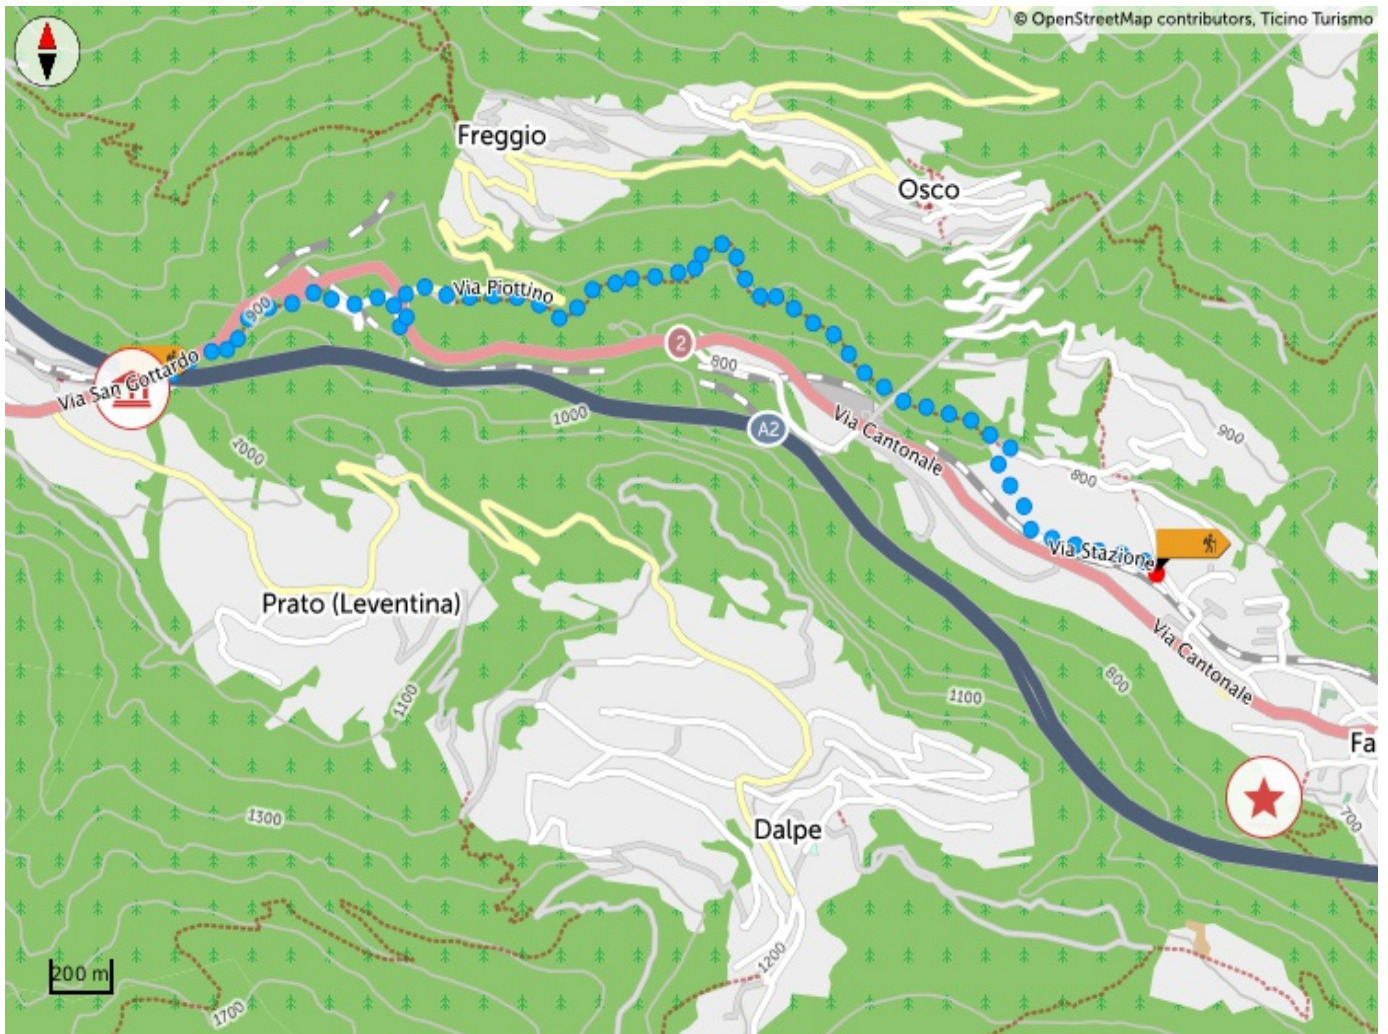 © OpenStreetMap contributors, Ticino Turismo
Freggio
Osco
Via Piottino
900
2
800
Via San Gottardo
1000
A2
Via Cantonale
900
1000
800
Via Stazione
Prato (Leventina)
Via Cantonale
800
1100
1100
Fa
1300
Dalpe
700
1200
200 m
1700